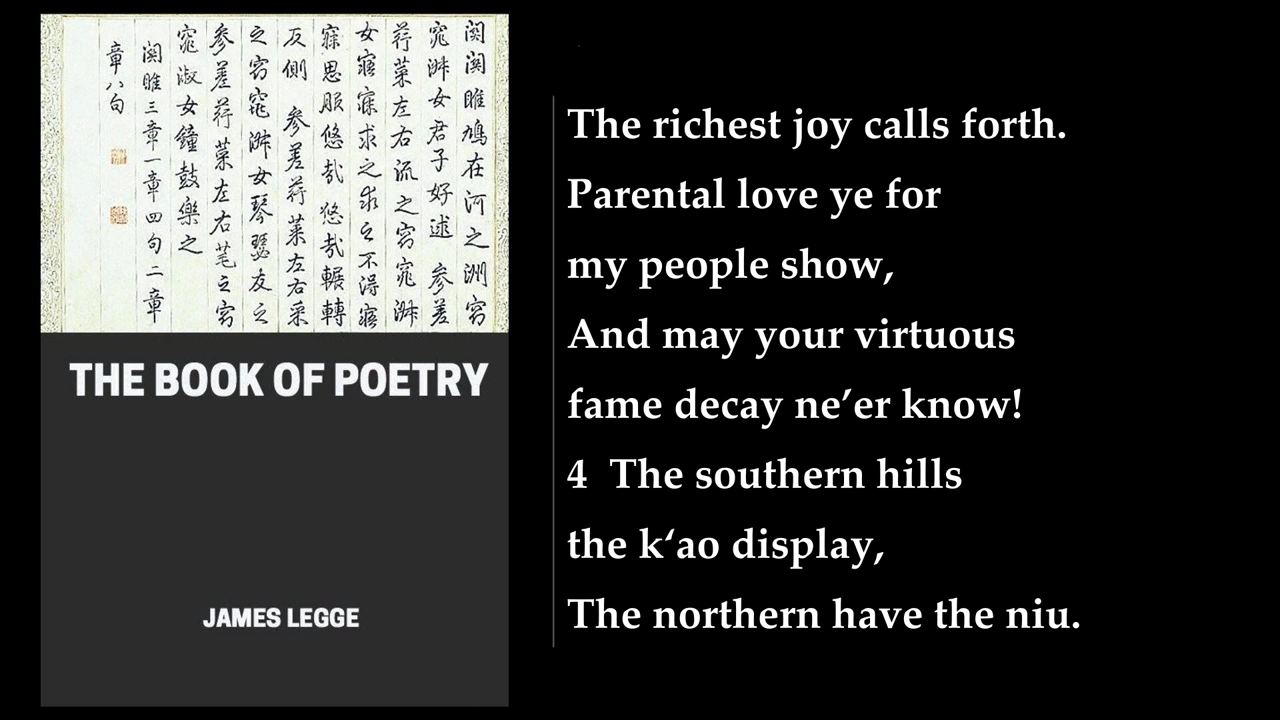 関関雎鳩在河之洲窈
窕淑女君子好逑 參差
荇菜左右流之窈窕淑
女寤寐求之求之不得寤
寐思服悠哉悠哉輾轉
反側 參差荇菜左右采
之窈窕淑女琴瑟友之
參差荇菜左右芼之窈
窕淑女鐘鼓樂之
関雎三章一章四句二章
章八句
THE BOOK OF POETRY
JAMES LEGGE
The richest joy calls forth.
Parental love ye for
my people show,
And may your virtuous
fame decay ne’er know!
4 The southern hills
the k‘ao display,
The northern have the niu.